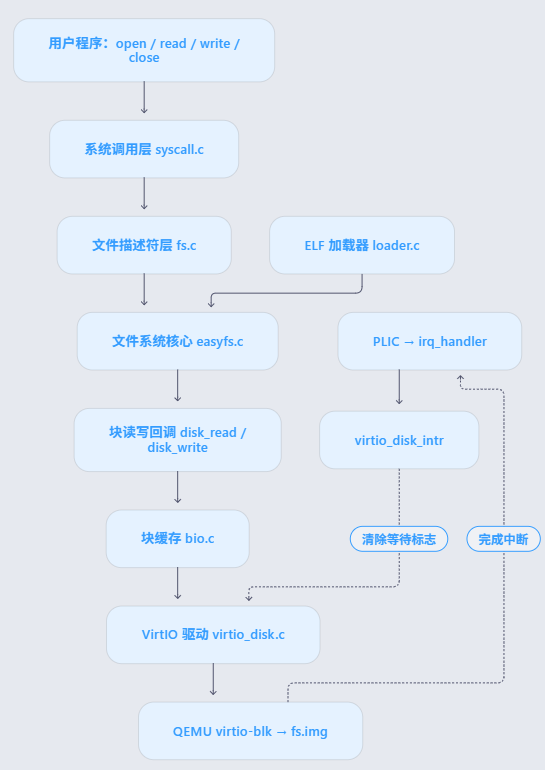 用户程序：open / read / write /
close
系统调用层 syscall.c
文件描述符层 fs.c
ELF 加载器 loader.c
文件系统核心 easyfs.c
PLIC → irq_handler
块读写回调 disk_read /
disk_write
virtio_disk_intr
块缓存 bio.c
清除等待标志
完成中断
VirtIO 驱动 virtio_disk.c
QEMU virtio-blk → fs.img